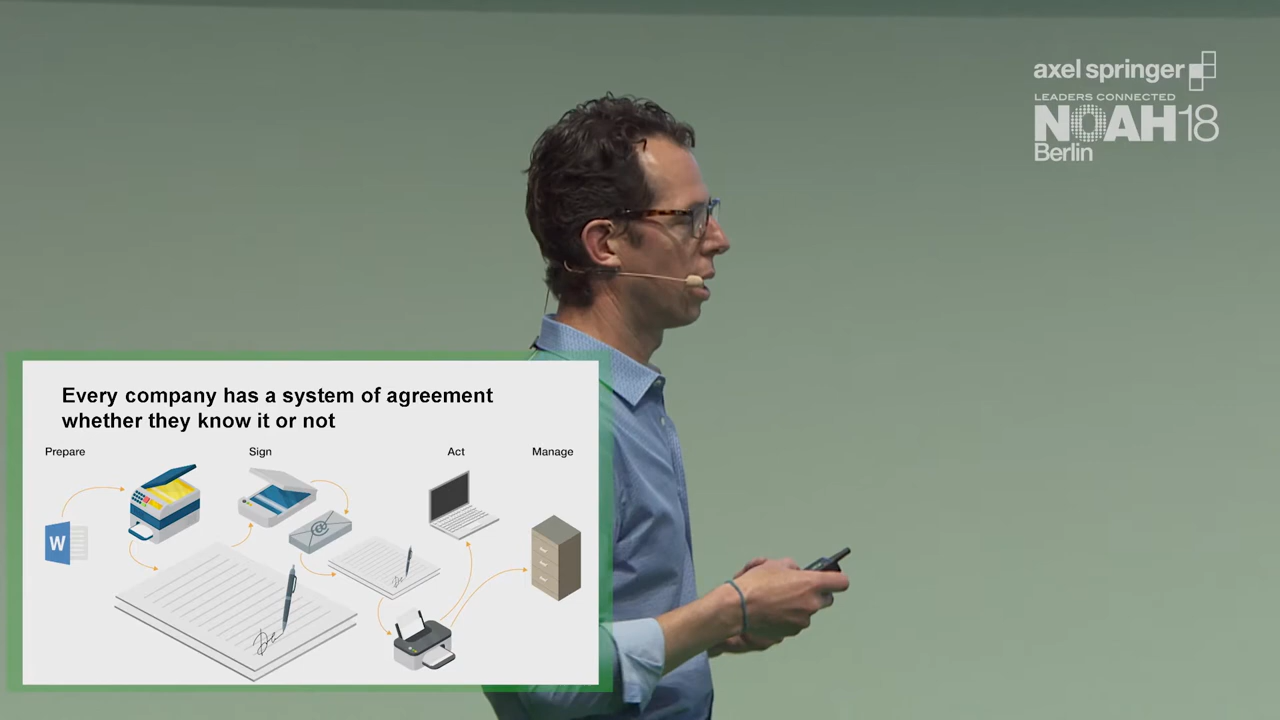 axel springer
LEADERS CONNECTED
NOAH18
Berlin
Every company has a system of agreement
whether they know it or not
Prepare
Sign
Act
Manage
W
@